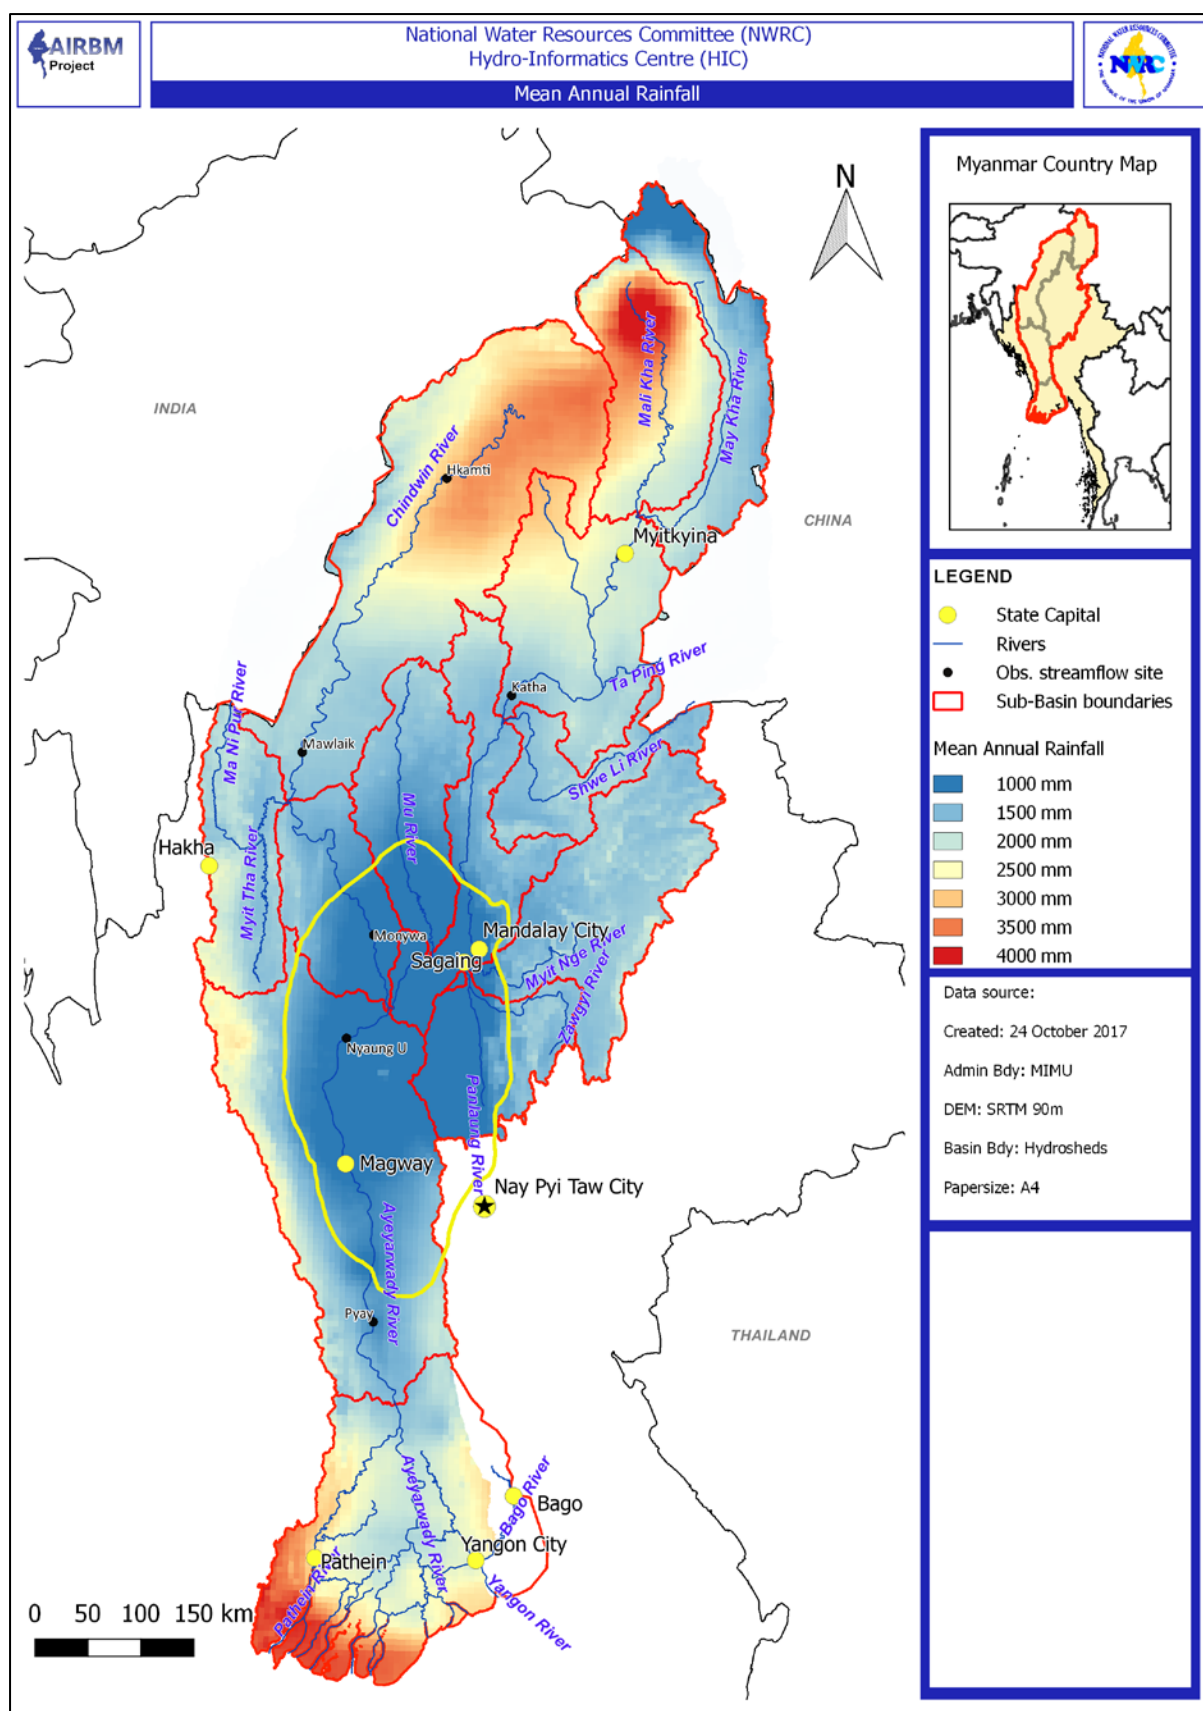 AIRBM
Project
National Water Resources Committee (NWRC)
Hydro-Informatics Centre (HIC)
Mean Annual Rainfall
NWRC
N
INDIA
CHINA
THAILAND
Mali Kha River
May Kha River
Chindwin River
Hkamti
Myitkyina
Ta Ping River
Katha
Ma Ni Pur River
Mawlaik
Shwe Li River
Mu River
Hakha
Myit Tha River
Monywa
Mandalay City
Sagaing
Myit Nge River
Zawgyi River
Nyaung U
Panlaung River
Magway
Nay Pyi Taw City
Ayeyarwady River
Pyay
Ayeyarwady River
Bago River
Bago
Yangon City
Pathein
Pathein River
Yangon River
0 50 100 150 km
Myanmar Country Map
LEGEND
State Capital
Rivers
Obs. streamflow site
Sub-Basin boundaries
Mean Annual Rainfall
1000 mm
1500 mm
2000 mm
2500 mm
3000 mm
3500 mm
4000 mm
Data source:
Created: 24 October 2017
Admin Bdy: MIMU
DEM: SRTM 90m
Basin Bdy: Hydrosheds
Papersize: A4